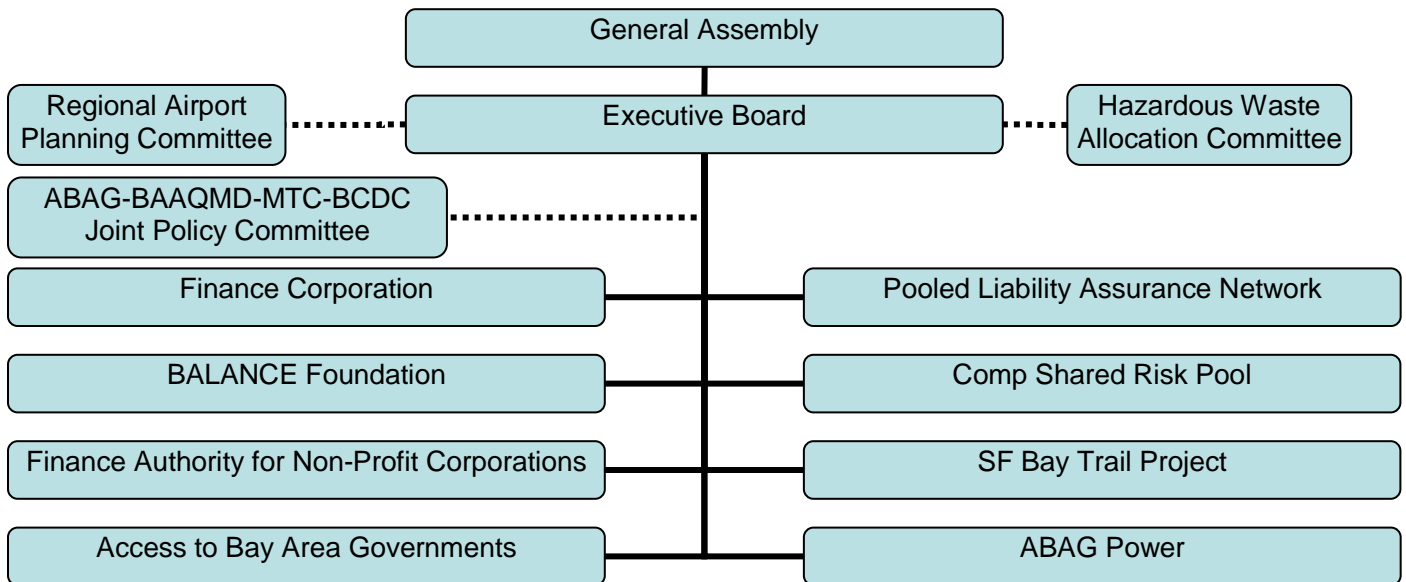 General Assembly
Regional Airport
Planning Committee
Executive Board
Hazardous Waste
Allocation Committee
ABAG-BAAQMD-MTC-BCDC
Joint Policy Committee
Finance Corporation
Pooled Liability Assurance Network
BALANCE Foundation
Comp Shared Risk Pool
Finance Authority for Non-Profit Corporations
SF Bay Trail Project
Access to Bay Area Governments
ABAG Power